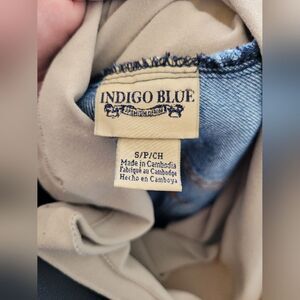 INDIGO BLUE
S/P/CH
Made in Cambodia
Fabriqué au Cambodge
Hecho en Camboya